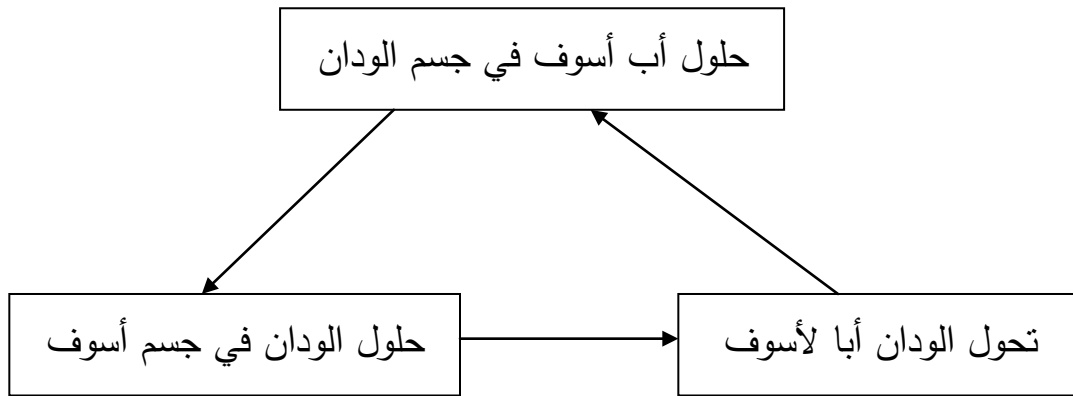 حلول أب أسوف في جسم الودان
تحول الودان أبا لأسوف
حلول الودان في جسم أسوف